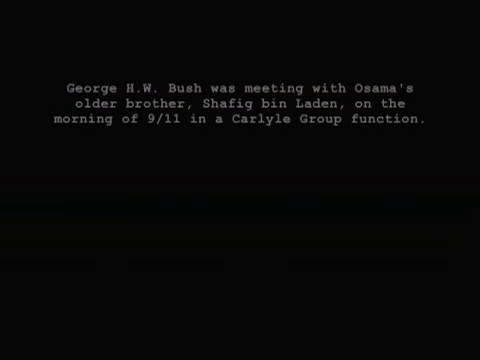 George H.W. Bush was meeting with Osama's
older brother, Shafig bin Laden, on the
morning of 9/11 in a Carlyle Group function.